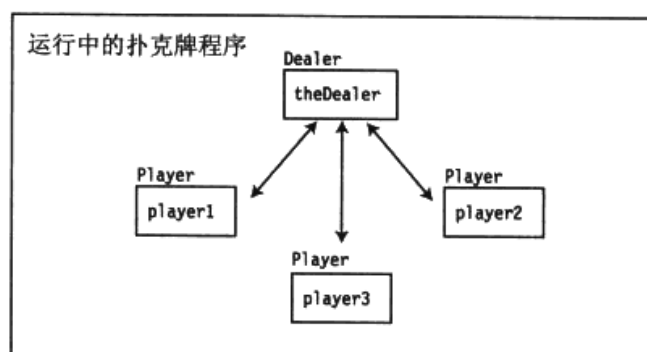 运行中的扑克牌程序
Dealer
theDealer
Player
player1
Player
player2
Player
player3